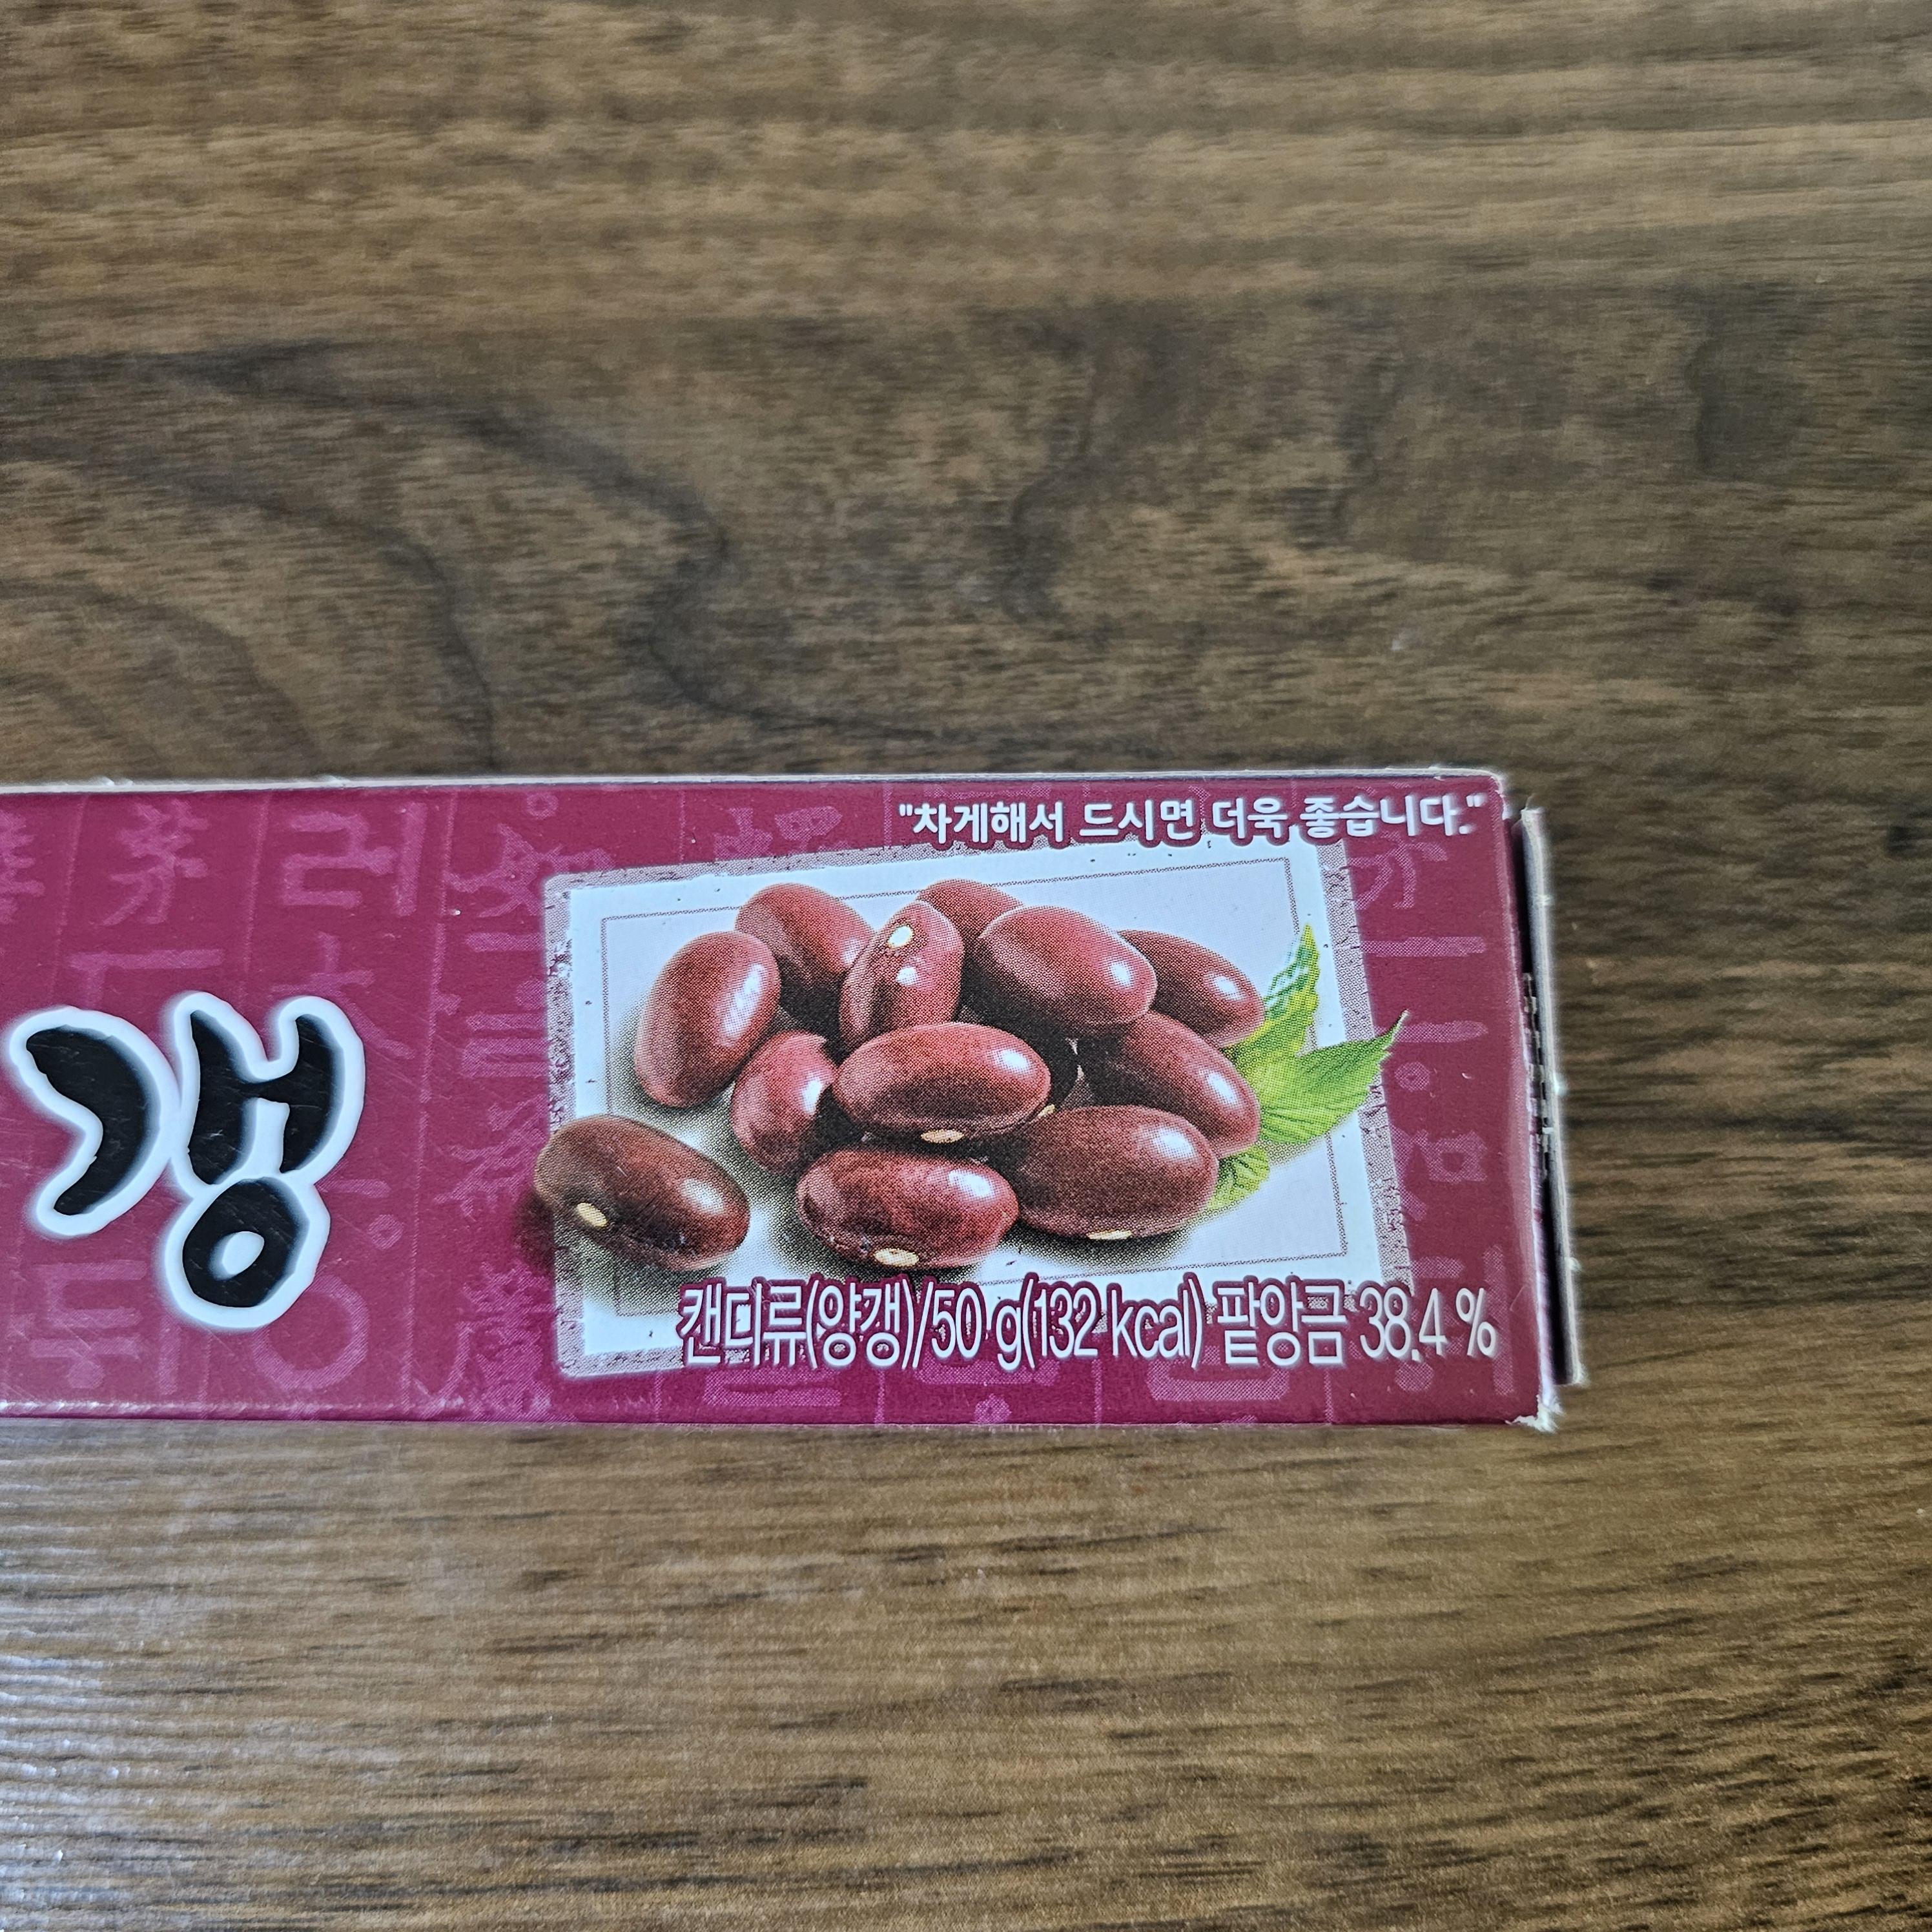 "차게해서 드시면 더욱 좋습니다."
갱
캔디류(양갱)/50 g(132 kcal) 팥앙금 38.4 %